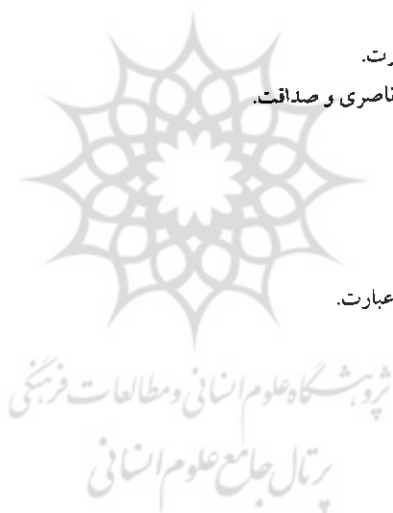 رت.
ناصری و صداقت.
عبارت.
پژوهشگاه علوم انسانی و مطالعات فرهنگی
پرتال جامع علوم انسانی